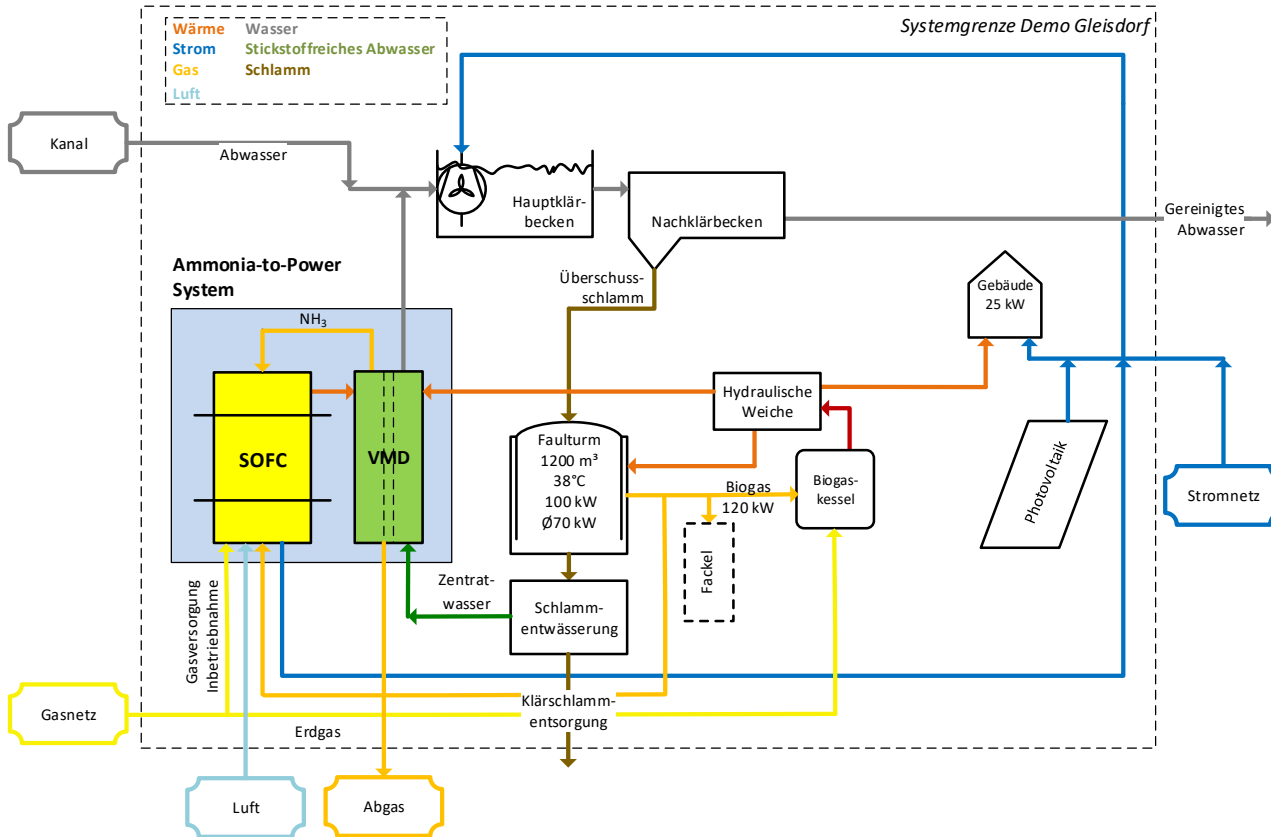 Systemgrenze Demo Gleisdorf
Wärme
Wasser
Strom
Stickstoffreiches Abwasser
Gas
Schlamm
Luft
Kanal
Abwasser
Hauptklär-
becken
Nachklärbecken
Gereinigtes
Abwasser
Ammonia-to-Power
System
Überschuss-
schlamm
Gebäude
25 kW
NH₃
SOFC
VMD
Hydraulische
Weiche
Faulturm
1200 m³
38°C
100 kW
Ø70 kW
Biogas
120 kW
Biogas-
kessel
Photovoltaik
Stromnetz
Fackel
Zentrat-
wasser
Schlamm-
entwässerung
Gasversorgung
Inbetriebnahme
Gasnetz
Erdgas
Klärschlamm-
entsorgung
Luft
Abgas